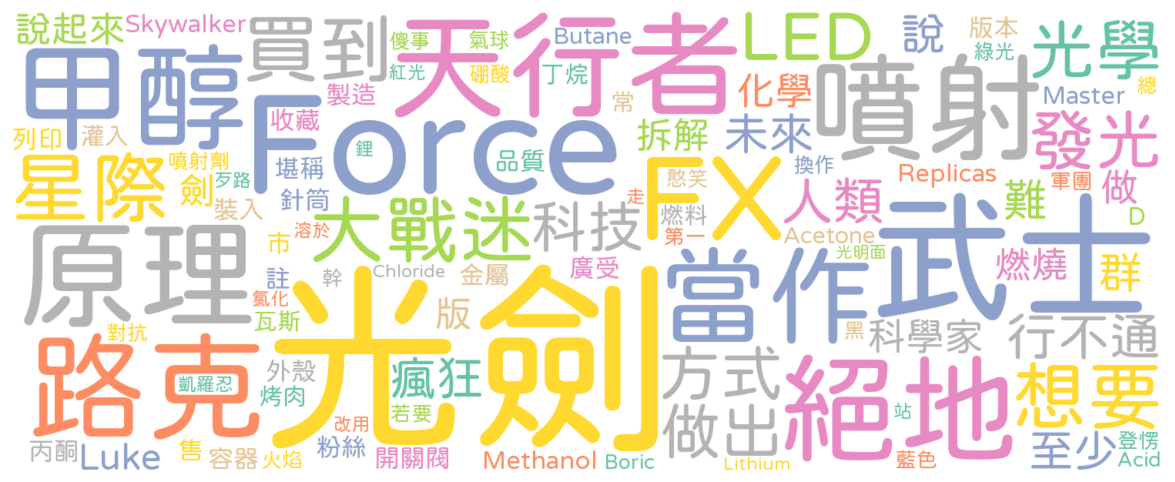 說起來
Skywalker
買到
天行者
傻事
氣球
Butane
LED
說
版本
綠光
光學
總
甲醇
紅光
硼酸
丁烷
製造
收藏
常
化學
噴射
Master
列印
灌入
Force
鋰
品質
拆解
未來
發光
星際
噴射劑
歹路
堪稱
劍
針筒
裝入
溶於
大戰迷
科技
憨笑
走
FX
燃料
第一
人類
換作
Replicas
軍團
難
做
D
原理
市
註
幹
Chloride
金屬
廣受
Acetone
光明面
當作
武士
燃燒
群
氯化
瓦斯
版
光劍
對抗
路克
凱羅忍
外殼
烤肉
瘋狂
若要
方式
黑
科學家
行不通
絕地
想要
丙酮
Luke
售
容器
火焰
改用
粉絲
開關閥
Methanol
Boric
做出
Lithium
站
藍色
至少
登愣
Acid